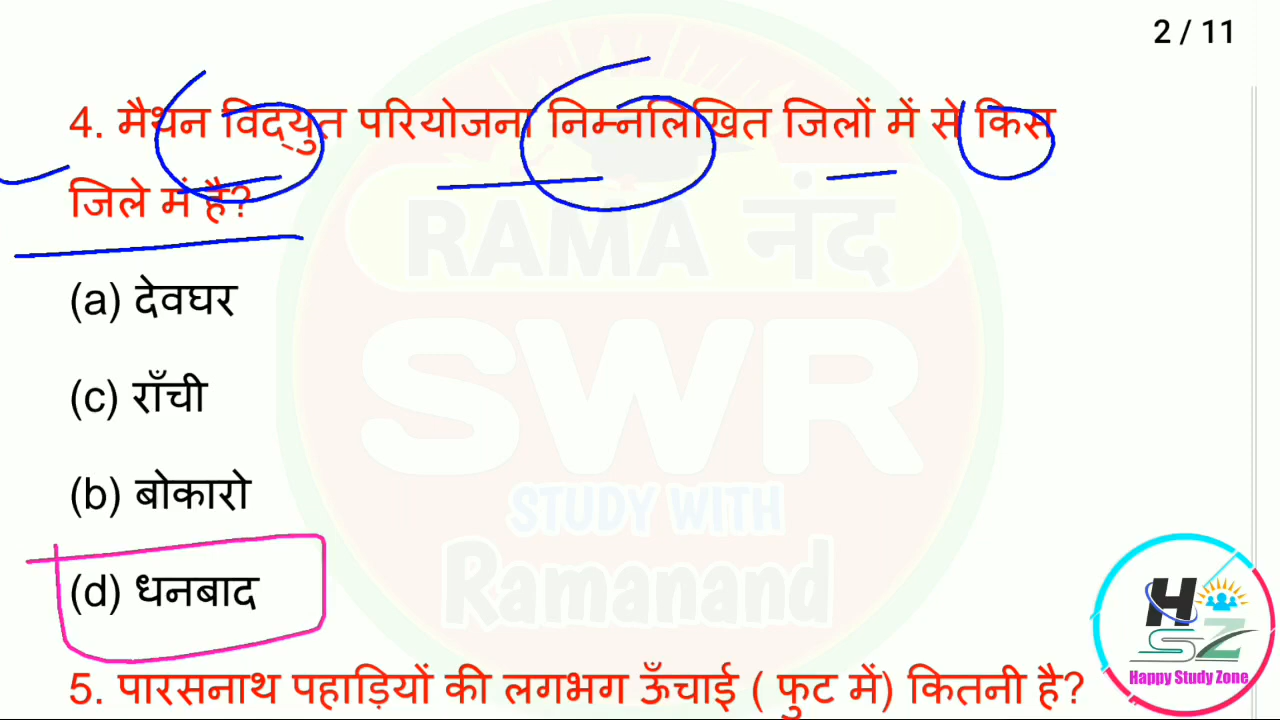 2 / 11
4. मैथन विद्युत परियोजना निम्नलिखित जिलों में से किस
जिले में है?
(a) देवघर
(c) राँची
(b) बोकारो
(d) धनबाद
5. पारसनाथ पहाड़ियों की लगभग ऊँचाई ( फुट में) कितनी है?
RAMA नंद
SWR
STUDY WITH
Ramanand
HSZ
Happy Study Zone